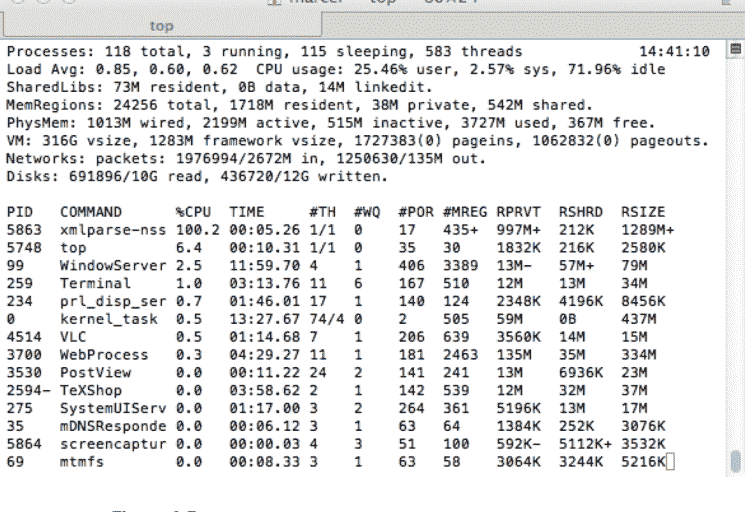 top
Processes: 118 total, 3 running, 115 sleeping, 583 threads 14:41:10
Load Avg: 0.85, 0.60, 0.62 CPU usage: 25.46% user, 2.57% sys, 71.96% idle
SharedLibs: 73M resident, 0B data, 14M linkedit.
MemRegions: 24256 total, 1718M resident, 38M private, 542M shared.
PhysMem: 1013M wired, 2199M active, 515M inactive, 3727M used, 367M free.
VM: 316G vsize, 1283M framework vsize, 1727383(0) pageins, 1062832(0) pageouts.
Networks: packets: 1976994/2672M in, 1250630/135M out.
Disks: 691896/10G read, 436720/12G written.
PID COMMAND %CPU TIME #TH #WQ #POR #MREG RPRVT RSHRD RSIZE
5863 xmlparse-nss 100.2 00:05.26 1/1 0 17 435+ 997M+ 212K 1289M+
5748 top 6.4 00:10.31 1/1 0 35 30 1832K 216K 2580K
99 WindowServer 2.5 11:59.70 4 1 406 3389 13M- 57M+ 79M
259 Terminal 1.0 03:13.76 11 6 167 510 12M 13M 34M
234 prl_disp_ser 0.7 01:46.01 17 1 140 124 2348K 4196K 8456K
0 kernel_task 0.5 13:27.67 74/4 0 2 505 59M 0B 437M
4514 VLC 0.5 01:14.68 7 1 206 639 3560K 14M 15M
3700 WebProcess 0.3 04:29.27 11 1 181 2463 135M 35M 334M
3530 PostView 0.0 00:11.22 24 2 141 241 13M 6936K 23M
2594- TeXShop 0.0 03:58.62 2 1 142 539 12M 32M 37M
275 SystemUIServ 0.0 01:17.00 3 2 264 361 5196K 13M 17M
35 mDNSResponde 0.0 00:06.12 3 1 63 64 1384K 252K 3076K
5864 screencaptur 0.0 00:00.03 4 3 51 100 592K- 5112K+ 3532K
69 mtmfs 0.0 00:08.33 3 1 63 58 3064K 3244K 5216K